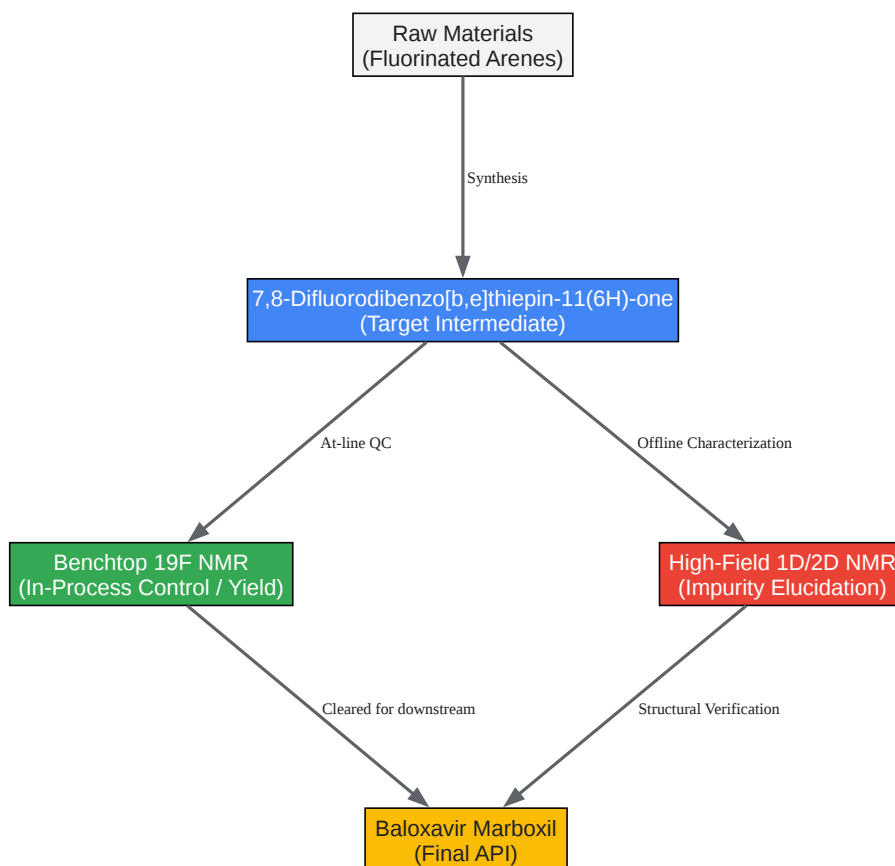 Raw Materials
(Fluorinated Arenes)
Synthesis
7,8-Difluorodibenzo[b,e]thiepin-11(6H)-one
(Target Intermediate)
At-line QC
Offline Characterization
Benchtop 19F NMR
(In-Process Control / Yield)
High-Field 1D/2D NMR
(Impurity Elucidation)
Cleared for downstream
Structural Verification
Baloxavir Marboxil
(Final API)